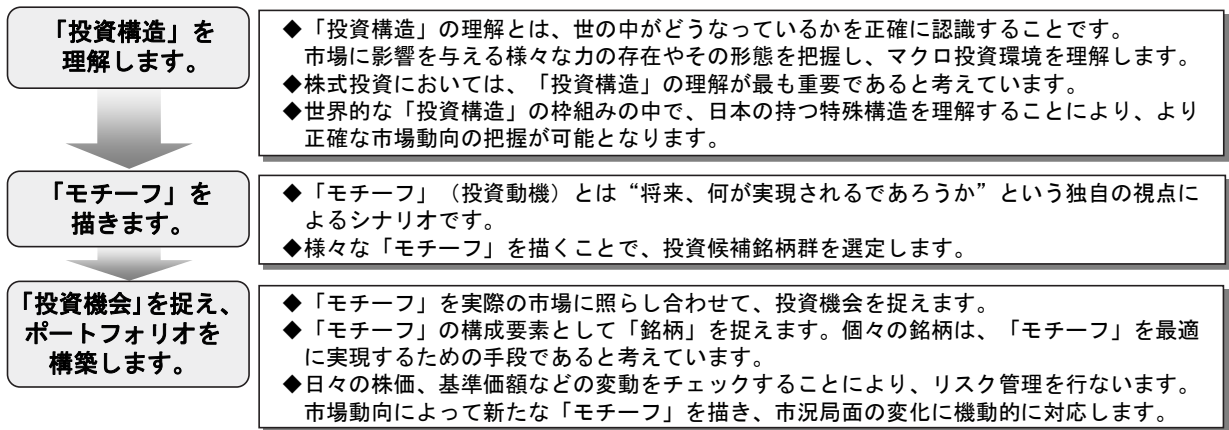 「投資構造」を
理解します。
◆「投資構造」の理解とは、世の中がどうなっているかを正確に認識することです。
市場に影響を与える様々な力の存在やその形態を把握し、マクロ投資環境を理解します。
◆株式投資においては、「投資構造」の理解が最も重要であると考えています。
◆世界的な「投資構造」の枠組みの中で、日本の持つ特殊構造を理解することにより、より
正確な市場動向の把握が可能となります。
「モチーフ」を
描きます。
◆「モチーフ」（投資動機）とは“将来、何が実現されるであろうか”という独自の視点に
よるシナリオです。
◆様々な「モチーフ」を描くことで、投資候補銘柄群を選定します。
「投資機会」を捉え、
ポートフォリオを
構築します。
◆「モチーフ」を実際の市場に照らし合わせて、投資機会を捉えます。
◆「モチーフ」の構成要素として「銘柄」を捉えます。個々の銘柄は、「モチーフ」を最適
に実現するための手段であると考えています。
◆日々の株価、基準価額などの変動をチェックすることにより、リスク管理を行ないます。
市場動向によって新たな「モチーフ」を描き、市況局面の変化に機動的に対応します。